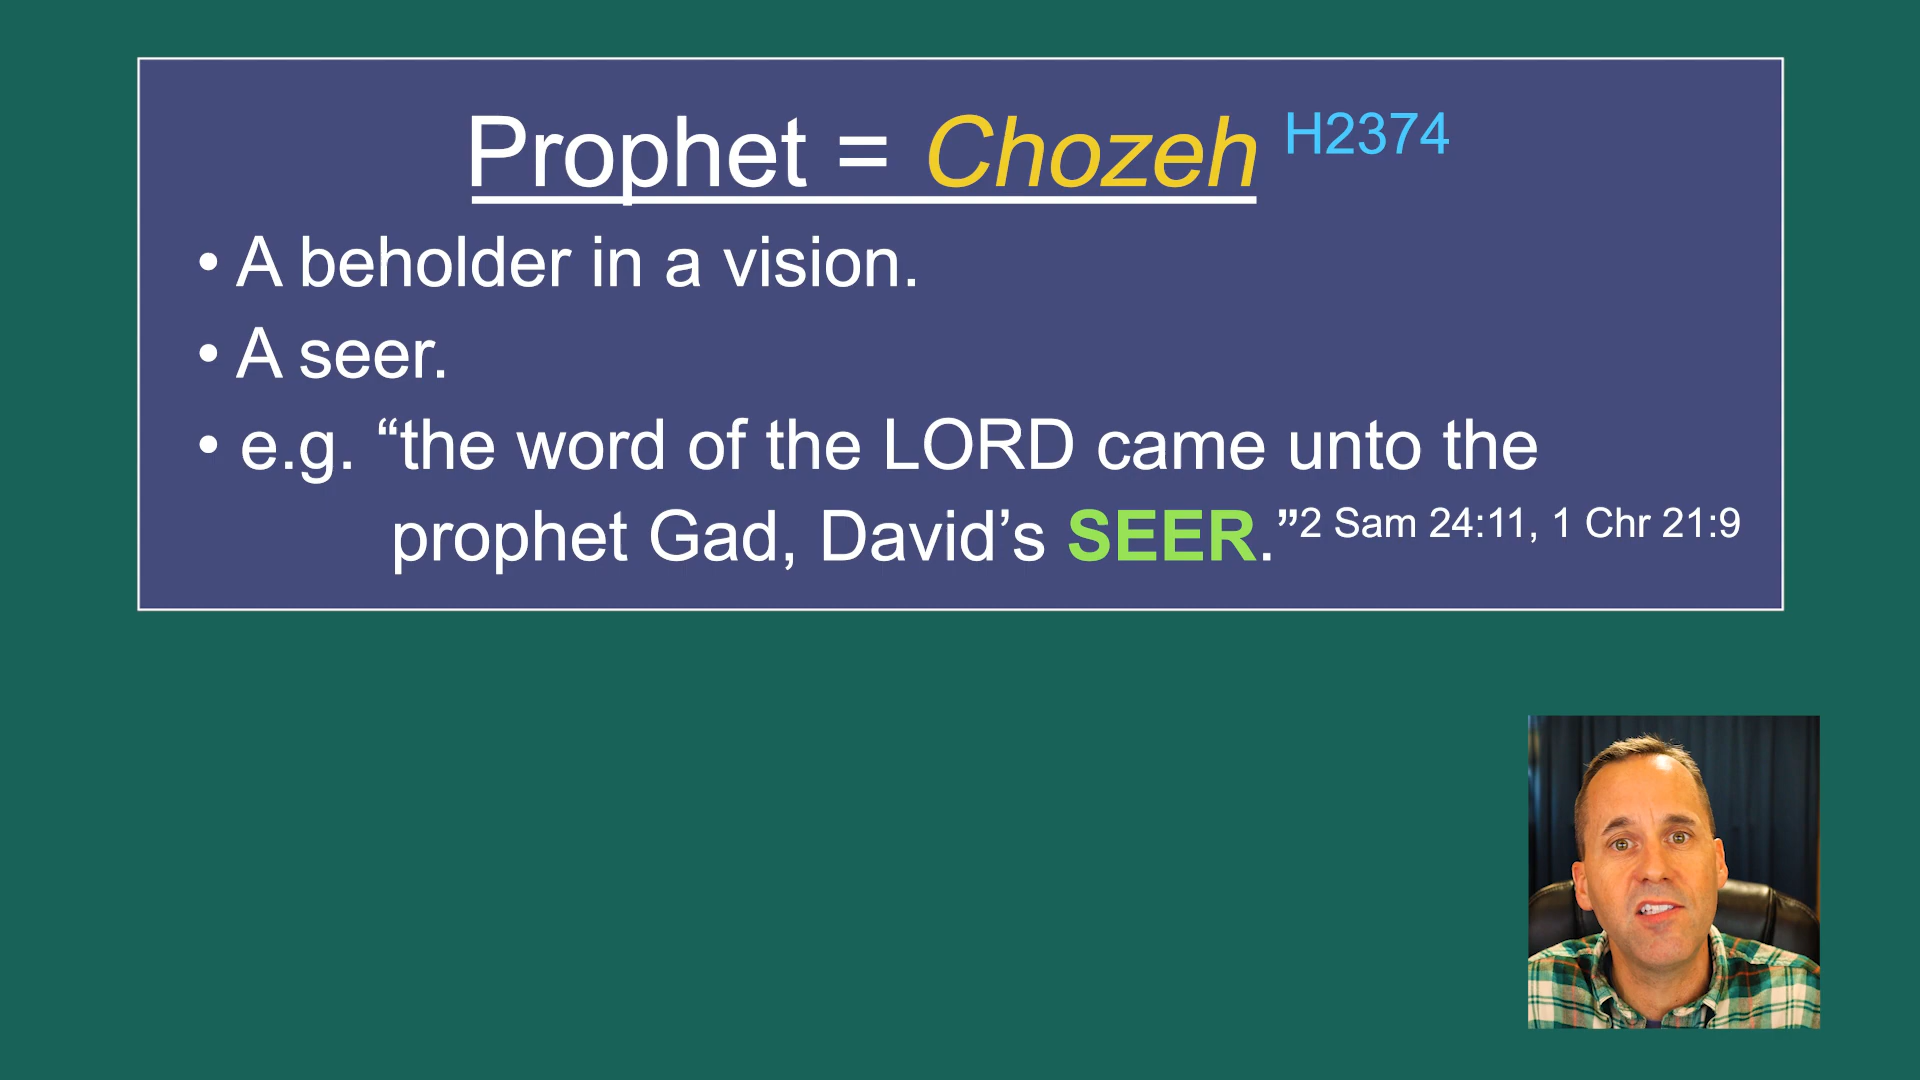 Prophet = Chozeh H2374
• A beholder in a vision.
• A seer.
• e.g. “the word of the LORD came unto the
prophet Gad, David’s SEER.”2 Sam 24:11, 1 Chr 21:9